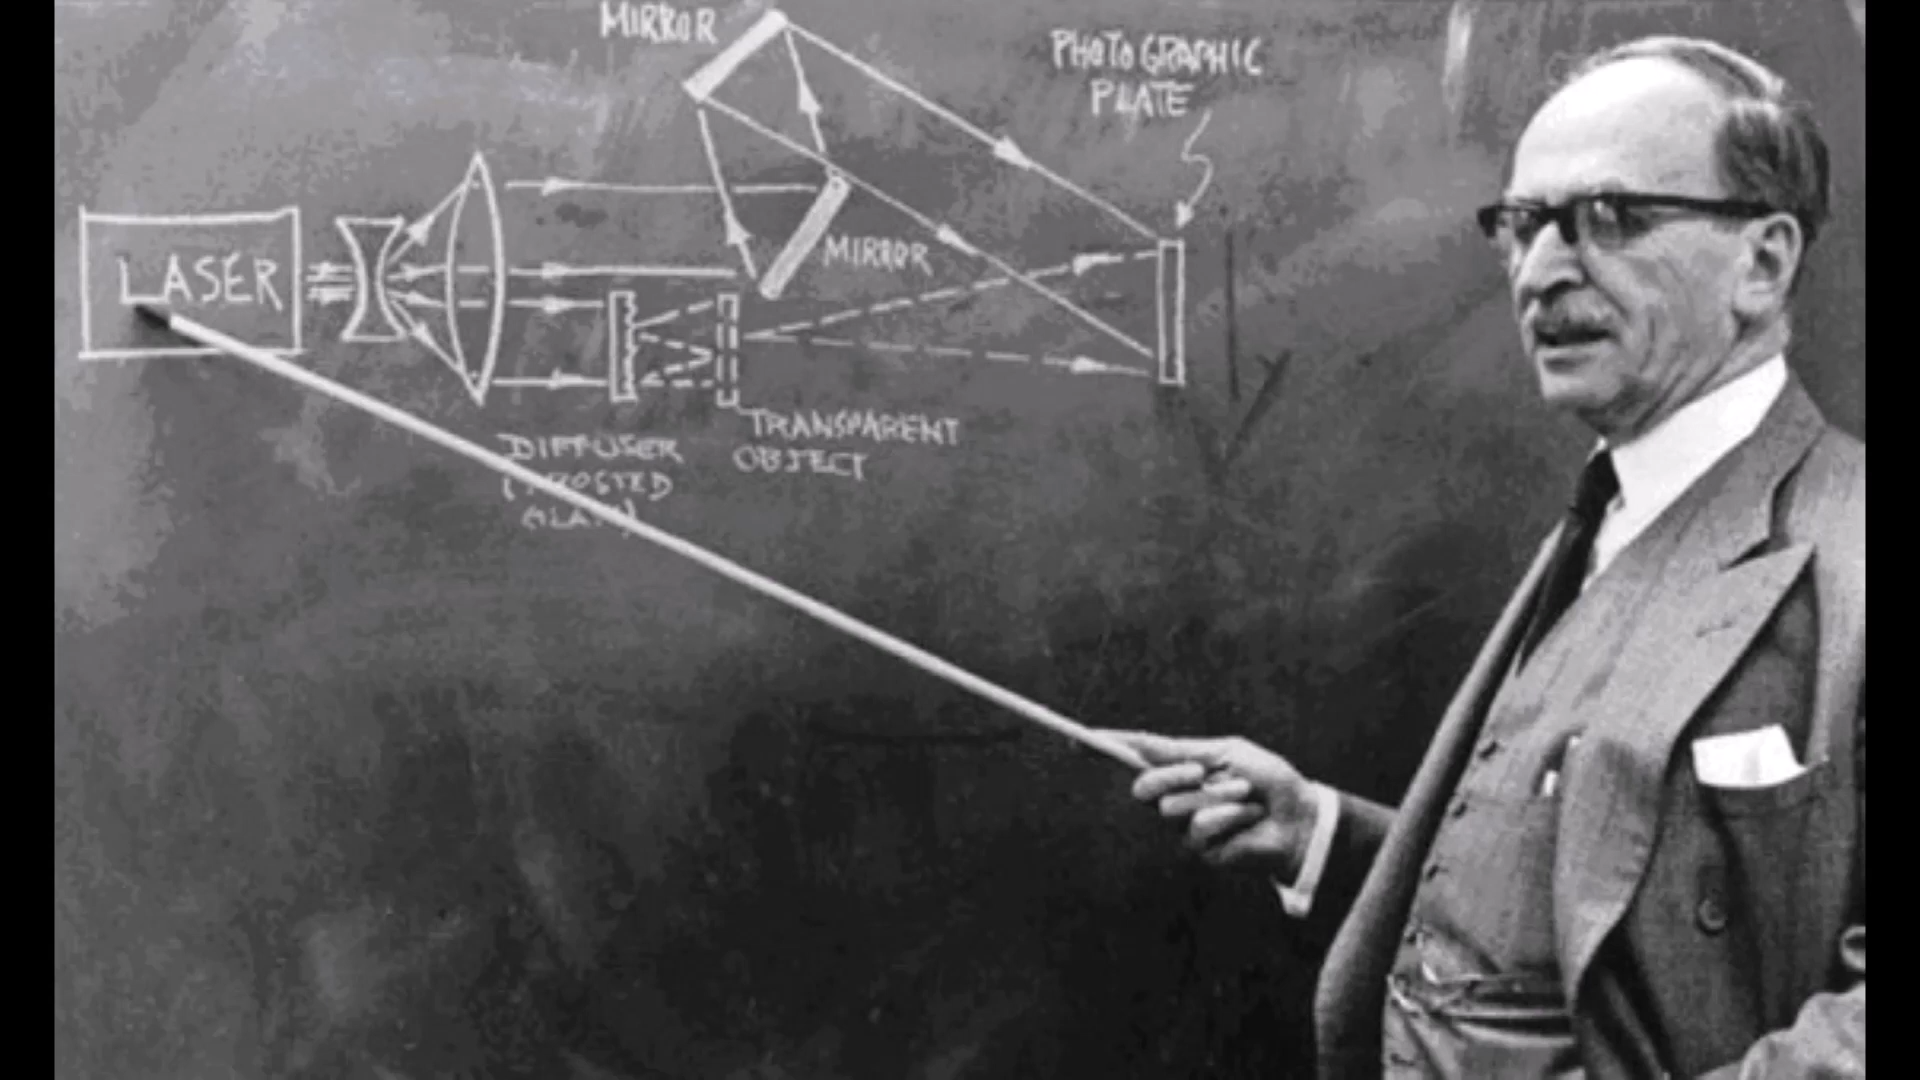 MIRROR
PHOTOGRAPHIC
PLATE
LASER
MIRROR
TRANSPARENT
OBJECT
DIFFUSER